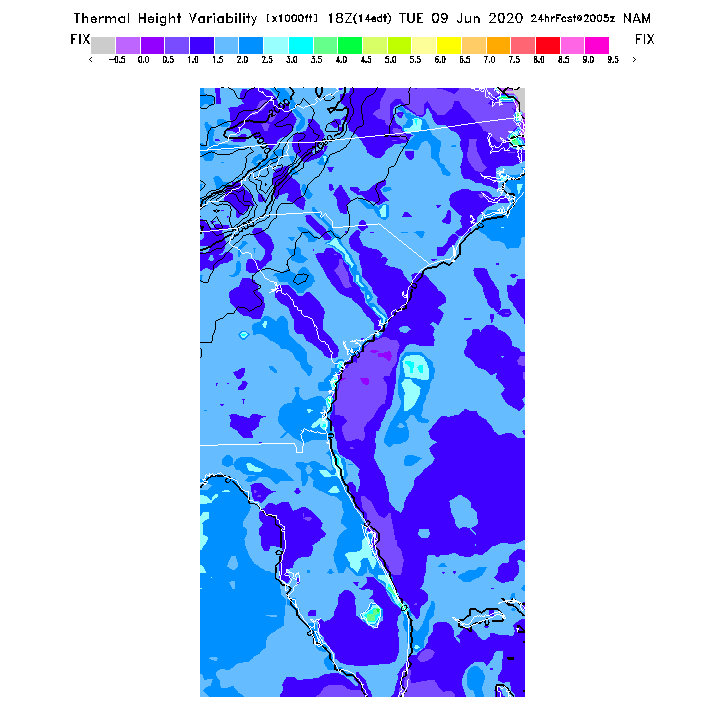 Thermal Height Variability [x1000ft] 18Z(14edt) TUE 09 Jun 2020 24hrFcst@2005z NAM
FIX FIX
< -0.5 0.0 0.5 1.0 1.5 2.0 2.5 3.0 3.5 4.0 4.5 5.0 5.5 6.0 6.5 7.0 7.5 8.0 8.5 9.0 9.5 >